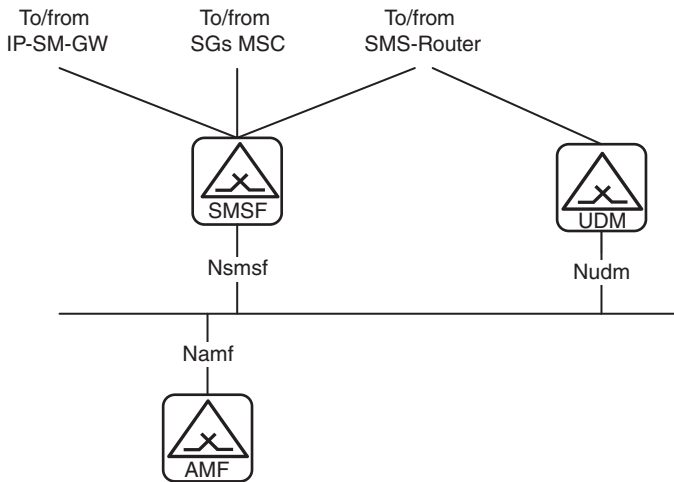 To/from
IP-SM-GW
To/from
SGs MSC
To/from
SMS-Router
SMSF
UDM
Nsmsf
Nudm
Namf
AMF